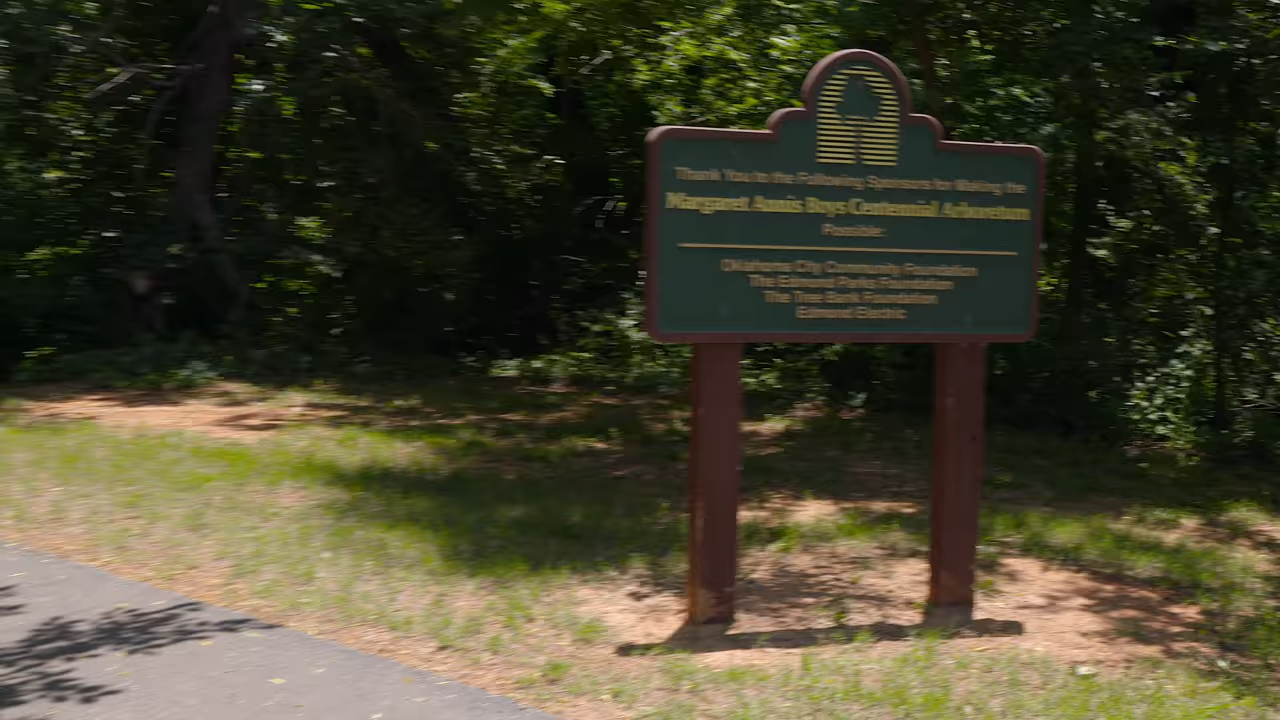 Thank You to the Following Sponsors for Making the
Margaret Annis Boys Centennial Arboretum
Possible:
Oklahoma City Community Foundation
The Edmond Parks Foundation
The Tree Bank Foundation
Edmond Electric